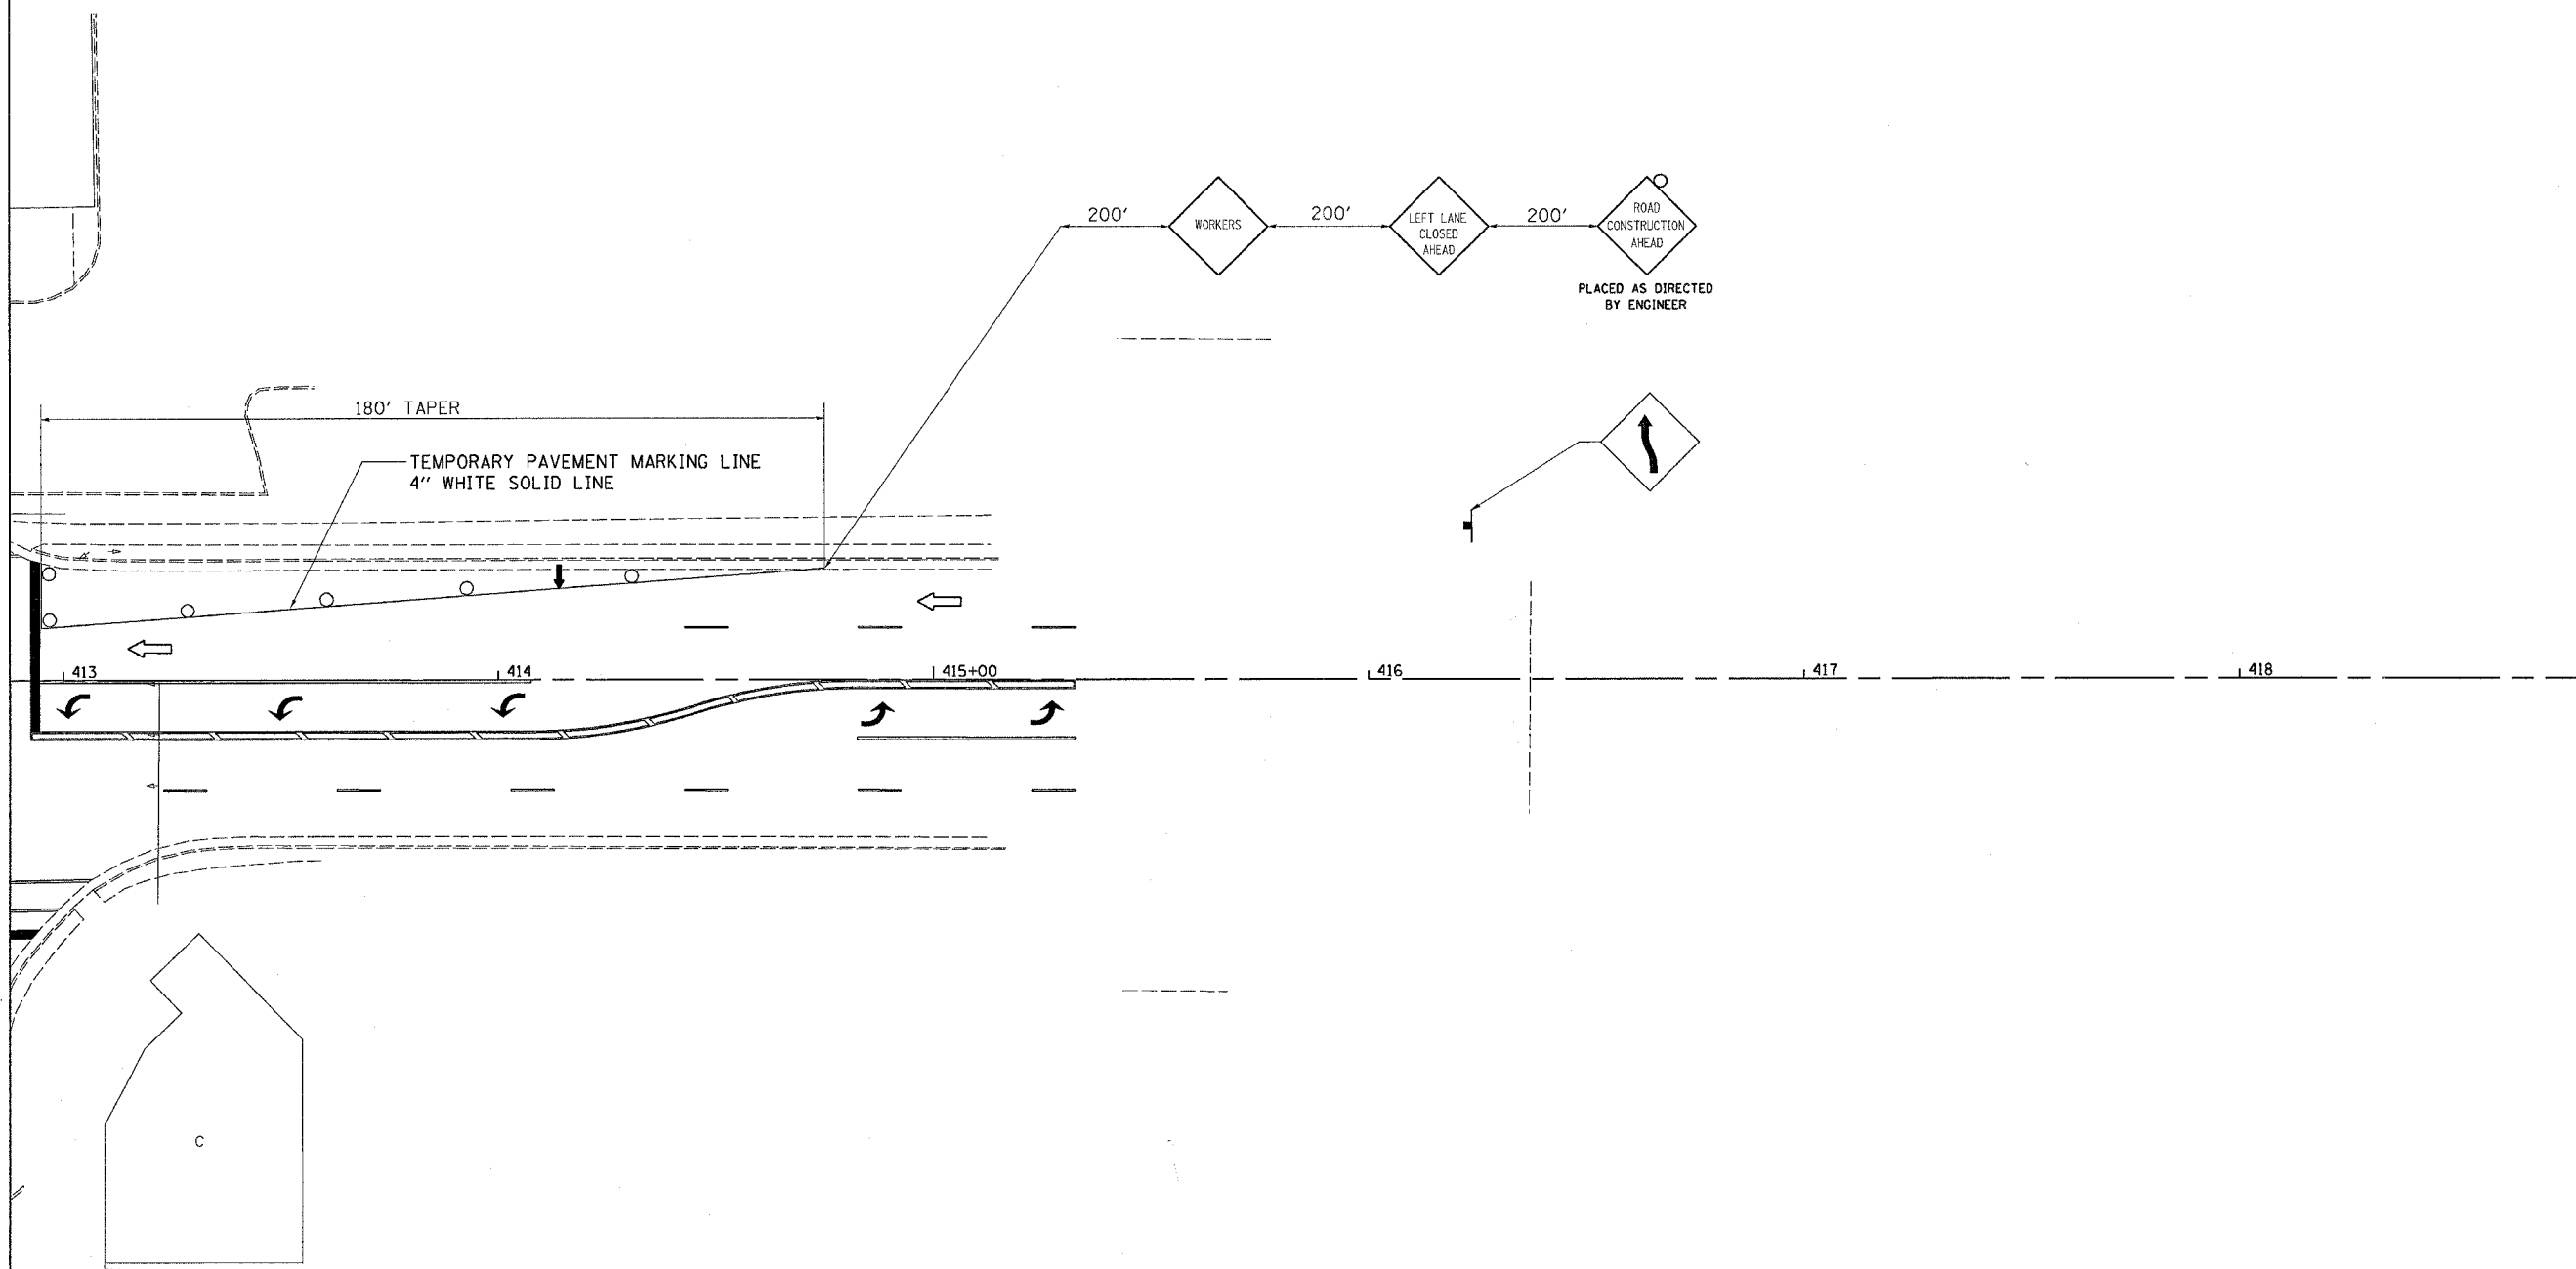 200'
WORKERS
200'
LEFT LANE
CLOSED
AHEAD
200'
ROAD
CONSTRUCTION
AHEAD
PLACED AS DIRECTED
BY ENGINEER
180' TAPER
TEMPORARY PAVEMENT MARKING LINE
4'' WHITE SOLID LINE
413
414
415+00
416
417
418
C